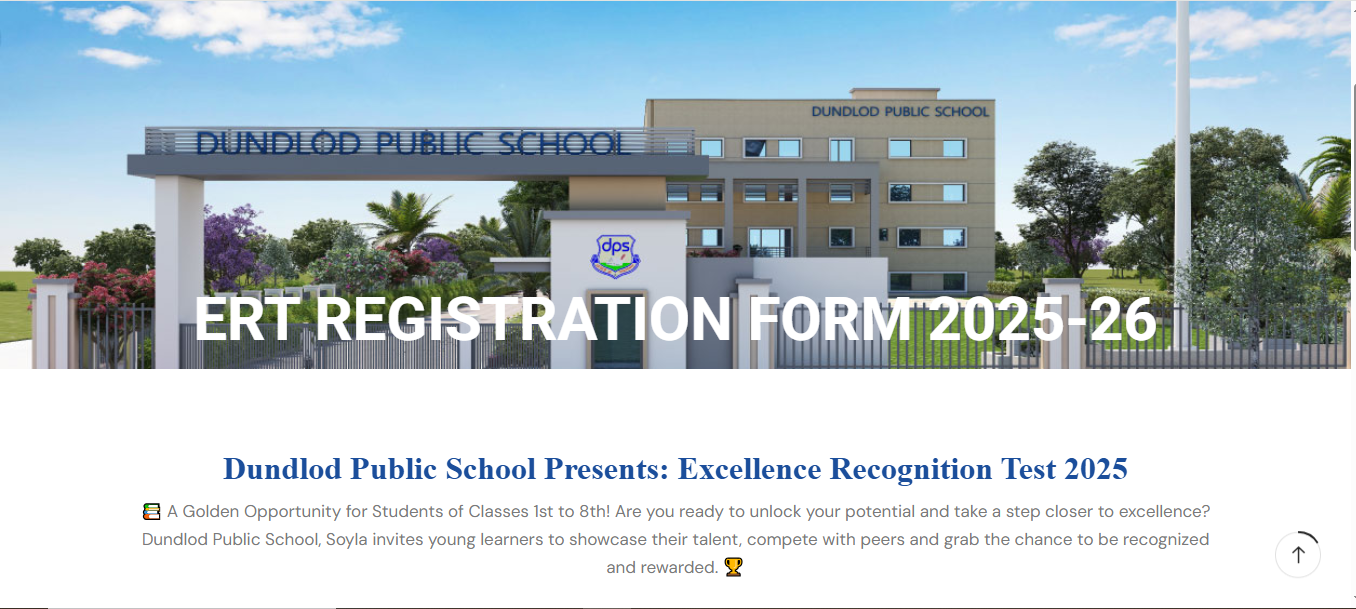 DUNDLOD PUBLIC SCHOOL
DUNDLOD PUBLIC SCHOOL
dps
ERT REGISTRATION FORM 2025-26
Dundlod Public School Presents: Excellence Recognition Test 2025
📚 A Golden Opportunity for Students of Classes 1st to 8th! Are you ready to unlock your potential and take a step closer to excellence?
Dundlod Public School, Soyla invites young learners to showcase their talent, compete with peers and grab the chance to be recognized
and rewarded. 🏆